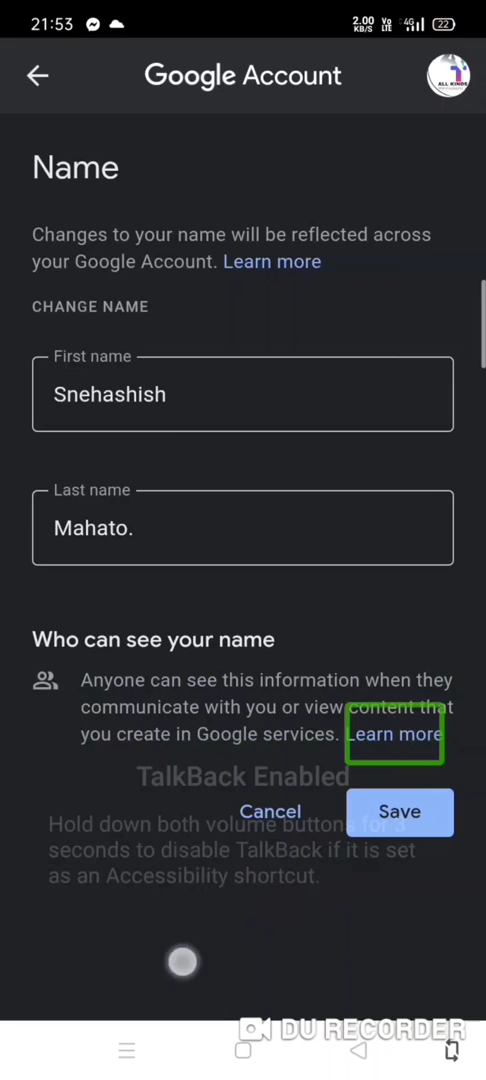 21:53
2.00 KB/S Vo LTE 4G 22
Google Account
ALL KINDS
Name
Changes to your name will be reflected across
your Google Account. Learn more
CHANGE NAME
First name
Snehashish
Last name
Mahato.
Who can see your name
Anyone can see this information when they
communicate with you or view content that
you create in Google services. Learn more
TalkBack Enabled
Cancel
Save
Hold down both volume buttons for 3
seconds to disable TalkBack if it is set
as an Accessibility shortcut.
DU RECORDER